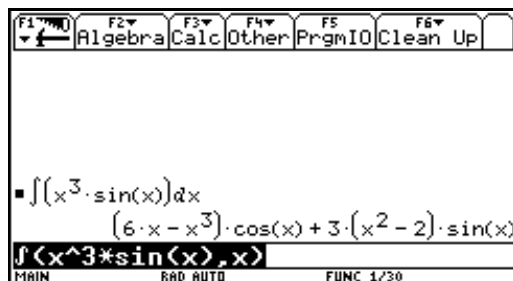 F1▼ F2▼ F3▼ F4▼ F5 F6▼
Algebra Calc Other PrgmIO Clean Up
▪∫(x³·sin(x))dx
(6·x − x³)·cos(x) + 3·(x² − 2)·sin(x)
∫(x^3*sin(x),x)
MAIN RAD AUTO FUNC 1/30